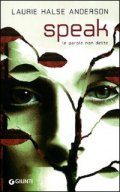 LAURIE HALSE ANDERSON
speak
le parole non dette
GIUNTI